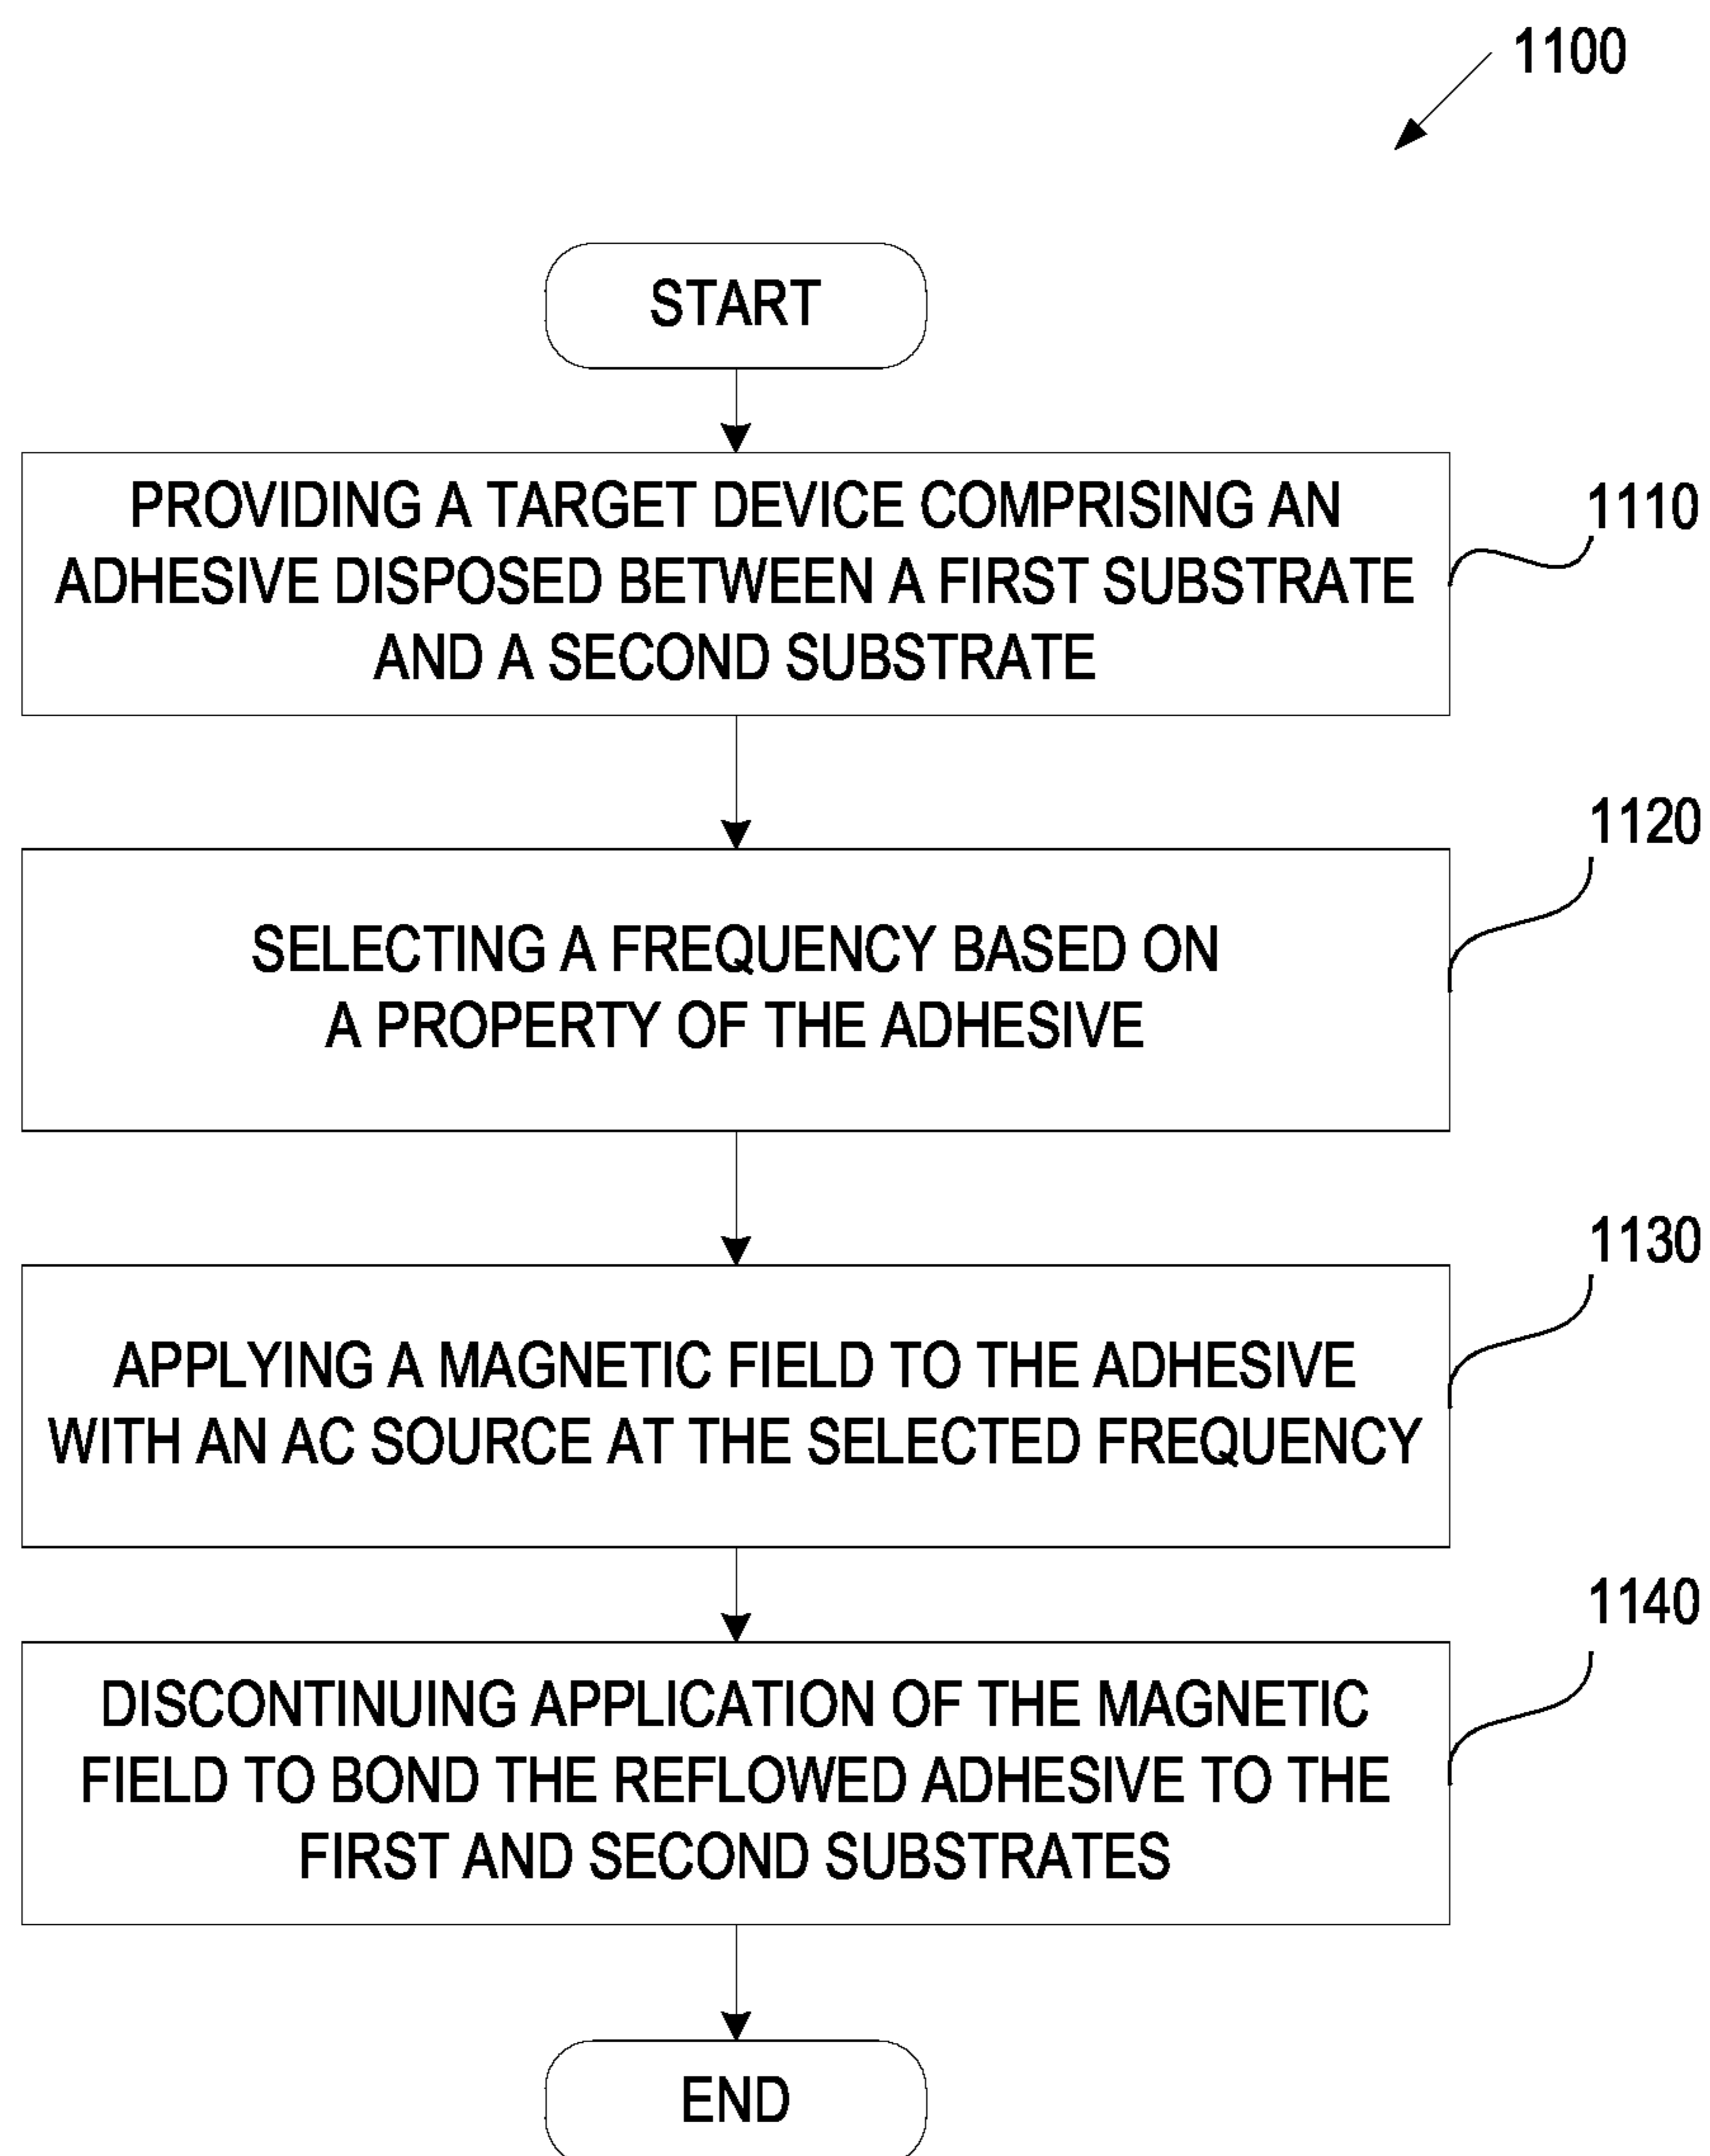 1100
START
PROVIDING A TARGET DEVICE COMPRISING AN
ADHESIVE DISPOSED BETWEEN A FIRST SUBSTRATE
AND A SECOND SUBSTRATE
1110
1120
SELECTING A FREQUENCY BASED ON
A PROPERTY OF THE ADHESIVE
1130
APPLYING A MAGNETIC FIELD TO THE ADHESIVE
WITH AN AC SOURCE AT THE SELECTED FREQUENCY
1140
DISCONTINUING APPLICATION OF THE MAGNETIC
FIELD TO BOND THE REFLOWED ADHESIVE TO THE
FIRST AND SECOND SUBSTRATES
END